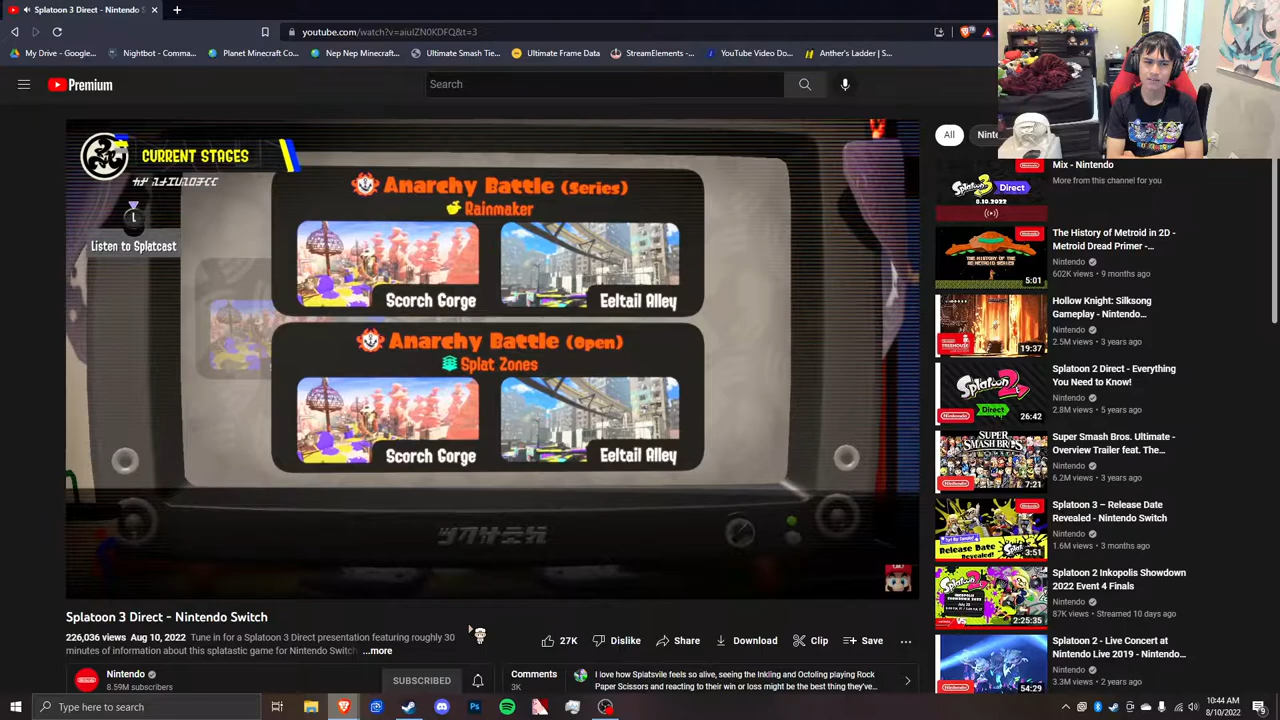 Splatoon 3 Direct - Nintendo S
youtube.com/watch?v=aiuIZN0KDFQ&t=3
My Drive - Google...
Nightbot - Comma...
Planet Minecraft Co...
Ultimate Smash Tie...
Ultimate Frame Data
StreamElements
YouTube Video
Anther's Ladder | S...
Premium
Search
CURRENT STAGES
Listen to Splatcast
Anarchy Battle (Series)
Rainmaker
Scorch Gorge
Eeltail Alley
Anarchy Battle (Open)
Splat Zones
Scorch Gorge
Eeltail Alley
Splatoon 3 Direct – Nintendo Switch
226,036 views Aug 10, 2022 Tune in for a Splatoon 3 Direct presentation featuring roughly 30
minutes of information about this splatastic game for Nintendo Switch ...more
27K
Dislike
Share
Download
Clip
Save
Nintendo
8.59M subscribers
SUBSCRIBED
Comments
3K
I love how Splatsville feels so alive, seeing the Inkling and Octoling playing Rock
Paper Scissors and reacting to their win or loss might be the best thing they've...
All
Ninte
Mix - Nintendo
More from this channel for you
Splatoon 3 Direct
8.10.2022
The History of Metroid in 2D -
Metroid Dread Primer -...
Nintendo
602K views • 9 months ago
5:01
Hollow Knight: Silksong
Gameplay - Nintendo...
Nintendo
2.5M views • 3 years ago
19:37
Splatoon 2 Direct - Everything
You Need to Know!
Nintendo
2.8M views • 5 years ago
26:42
Super Smash Bros. Ultimate -
Overview Trailer feat. The...
Nintendo
6.2M views • 3 years ago
7:21
Splatoon 3 – Release Date
Revealed - Nintendo Switch
Nintendo
1.6M views • 3 months ago
3:51
Splatoon 2 Inkopolis Showdown
2022 Event 4 Finals
Nintendo
87K views • Streamed 10 days ago
2:25:35
Splatoon 2 - Live Concert at
Nintendo Live 2019 - Nintendo...
Nintendo
3.3M views • 2 years ago
54:29
Type here to search
10:44 AM
8/10/2022